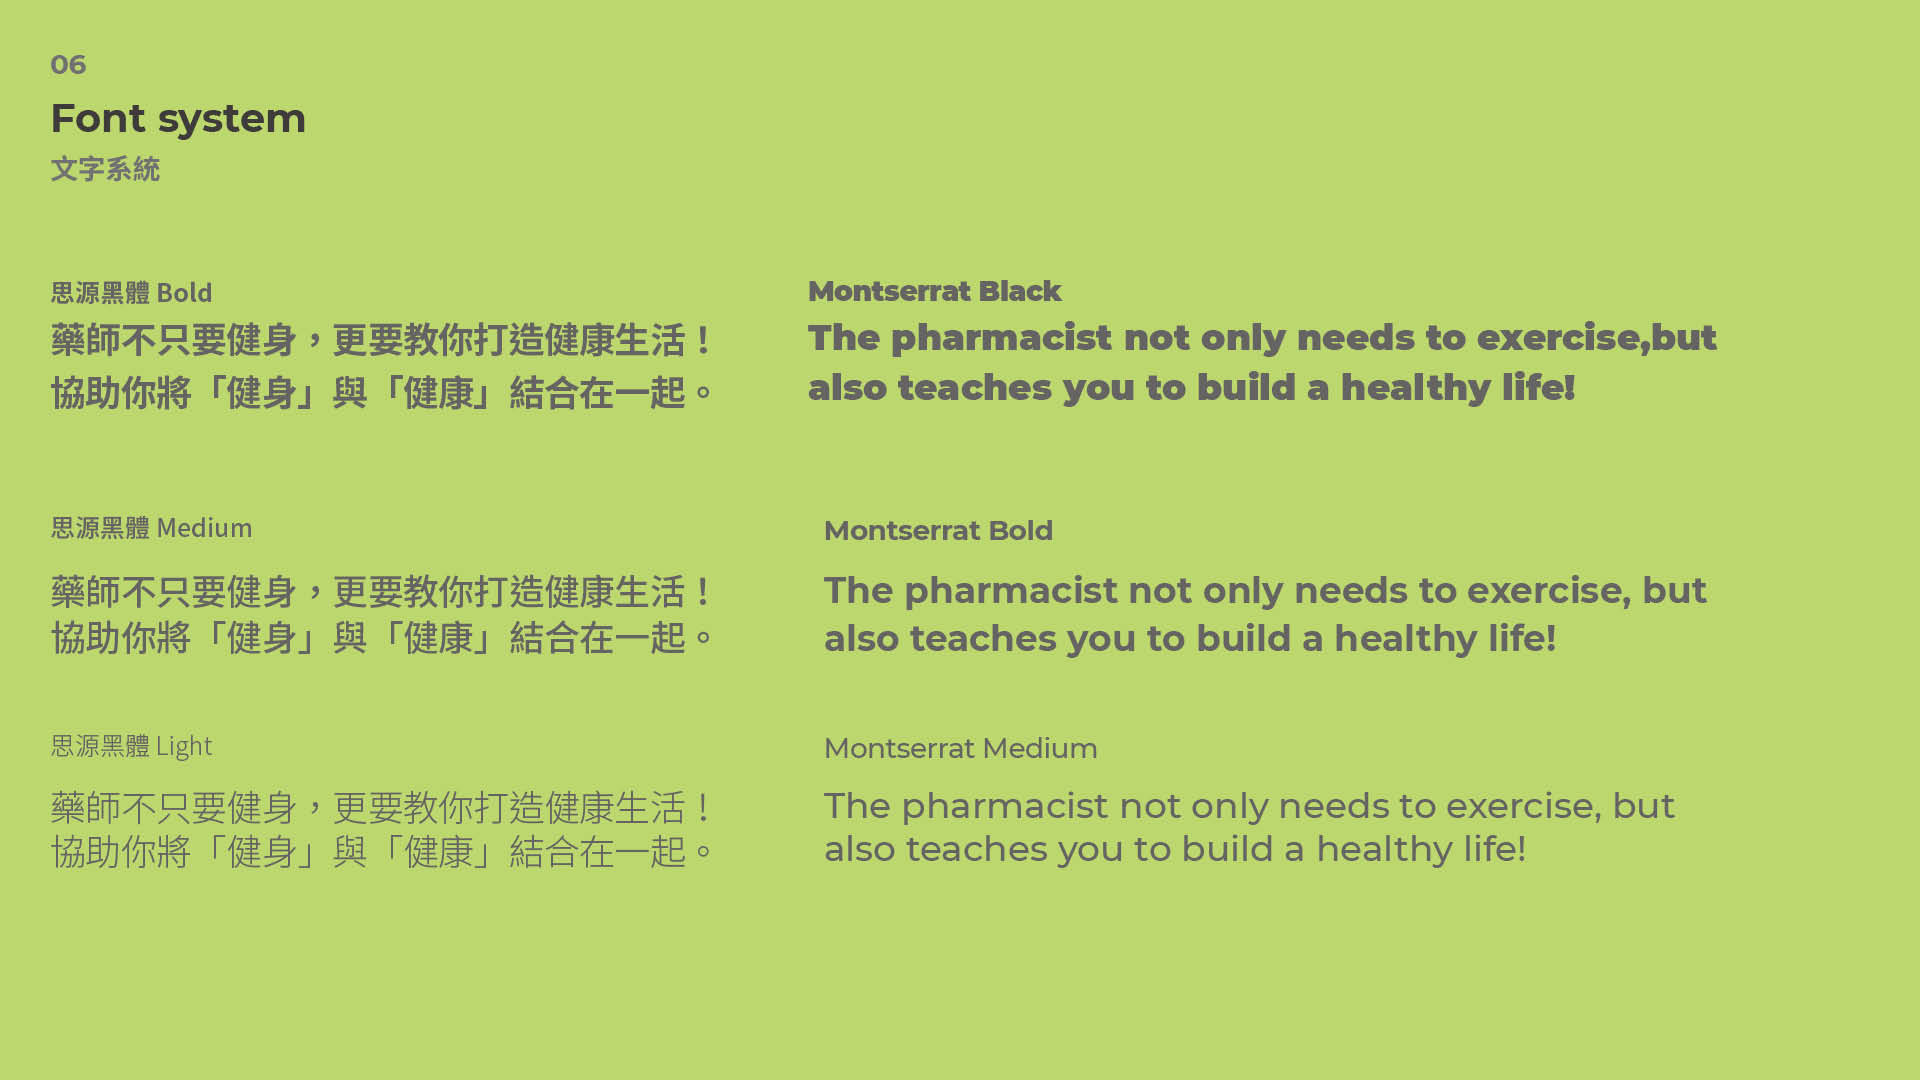 06
Font system
文字系統
思源黑體 Bold
藥師不只要健身，更要教你打造健康生活！
協助你將「健身」與「健康」結合在一起。
Montserrat Black
The pharmacist not only needs to exercise,but
also teaches you to build a healthy life!
思源黑體 Medium
藥師不只要健身，更要教你打造健康生活！
協助你將「健身」與「健康」結合在一起。
Montserrat Bold
The pharmacist not only needs to exercise, but
also teaches you to build a healthy life!
思源黑體 Light
藥師不只要健身，更要教你打造健康生活！
協助你將「健身」與「健康」結合在一起。
Montserrat Medium
The pharmacist not only needs to exercise, but
also teaches you to build a healthy life!